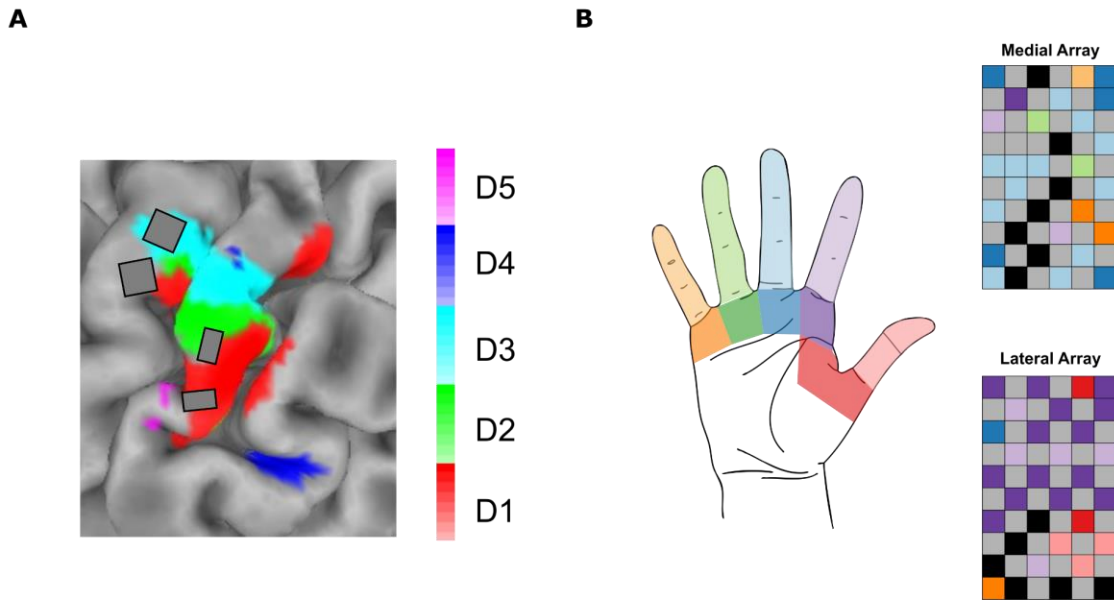 A
B
D5
D4
D3
D2
D1
Medial Array
Lateral Array